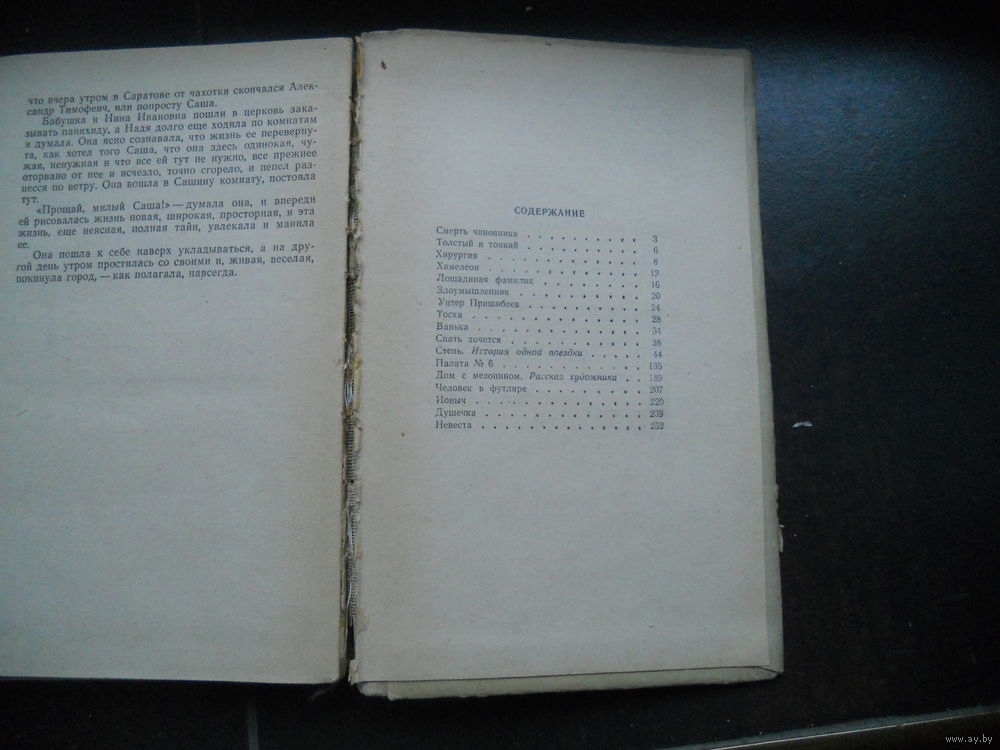 что вчера утром в Саратове от чахотки скончался Алек-
сандр Тимофеич, или попросту Саша.
Бабушка и Нина Ивановна пошли в церковь зака-
зывать панихиду, а Надя долго еще ходила по комнатам
и думала. Она ясно сознавала, что жизнь ее перевернy-
та, как хотел того Саша, что она здесь одинокая, чу-
жая, ненужная и что все ей тут не нужно, все прежнее
оторвано от нее и исчезло, точно сгорело, и пепел раз-
несся по ветру. Она вошла в Сашину комнату, постояла
тут.
«Прощай, милый Саша!» — думала она, и впереди
ей рисовалась жизнь новая, широкая, просторная, и эта
жизнь, еще неясная, полная тайн, увлекала и манила
ее.
Она пошла к себе наверх укладываться, а на дру-
гой день утром простилась со своими и, живая, веселая,
покинула город, — как полагала, навсегда.
СОДЕРЖАНИЕ
Смерть чиновника . . . . . . . . . 3
Толстый и тонкий . . . . . . . . . 6
Хирургия . . . . . . . . . . . 8
Хамелеон . . . . . . . . . . . 12
Лошадиная фамилия . . . . . . . . 16
Злоумышленник . . . . . . . . . 20
Унтер Пришибеев . . . . . . . . . 24
Тоска . . . . . . . . . . . . 28
Ванька . . . . . . . . . . . . 34
Спать хочется . . . . . . . . . . 38
Степь. История одной поездки . . . . . 44
Палата № 6 . . . . . . . . . . 135
Дом с мезонином. Рассказ художника . . 189
Человек в футляре . . . . . . . . 207
Ионыч . . . . . . . . . . . . 220
Душечка . . . . . . . . . . . 239
Невеста . . . . . . . . . . . 252
www.ay.by